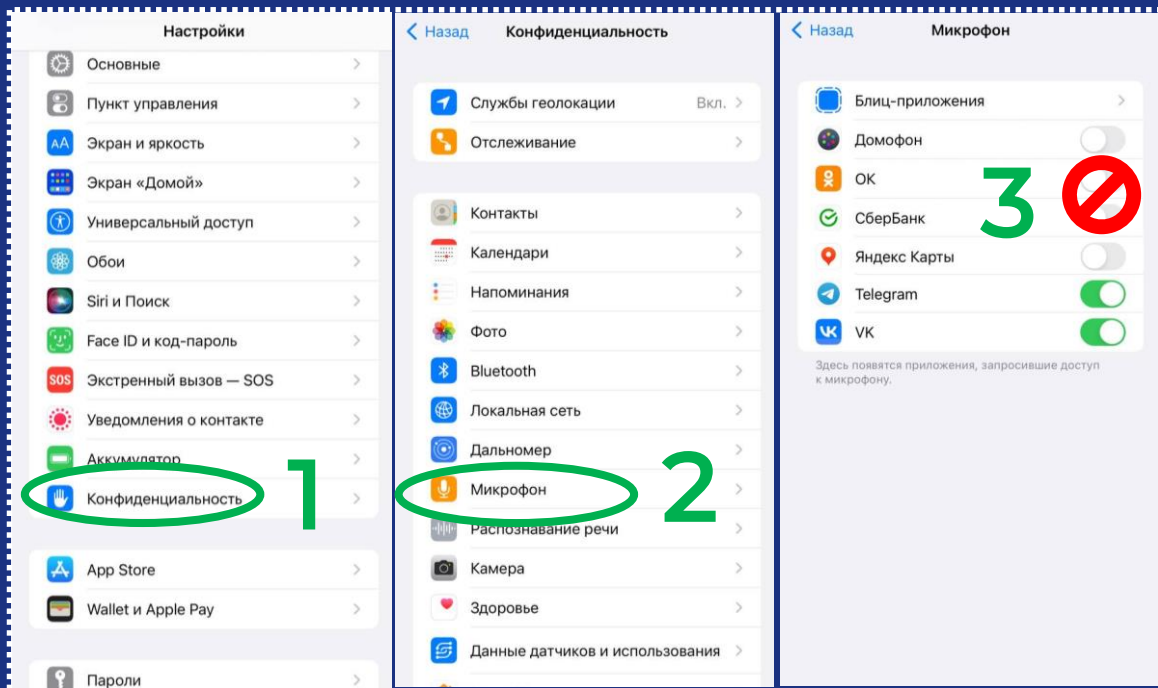 Настройки
Основные
Пункт управления
Экран и яркость
Экран «Домой»
Универсальный доступ
Обои
Siri и Поиск
Face ID и код-пароль
SOS Экстренный вызов — SOS
Уведомления о контакте
Аккумулятор
Конфиденциальность
1
App Store
Wallet и Apple Pay
Пароли
Назад Конфиденциальность
Службы геолокации Вкл.
Отслеживание
Контакты
Календари
Напоминания
Фото
Bluetooth
Локальная сеть
Дальномер
Микрофон
2
Распознавание речи
Камера
Здоровье
Данные датчиков и использования
Назад Микрофон
Блиц-приложения
Домофон
ОК
3
СберБанк
Яндекс Карты
Telegram
VK
Здесь появятся приложения, запросившие доступ
к микрофону.